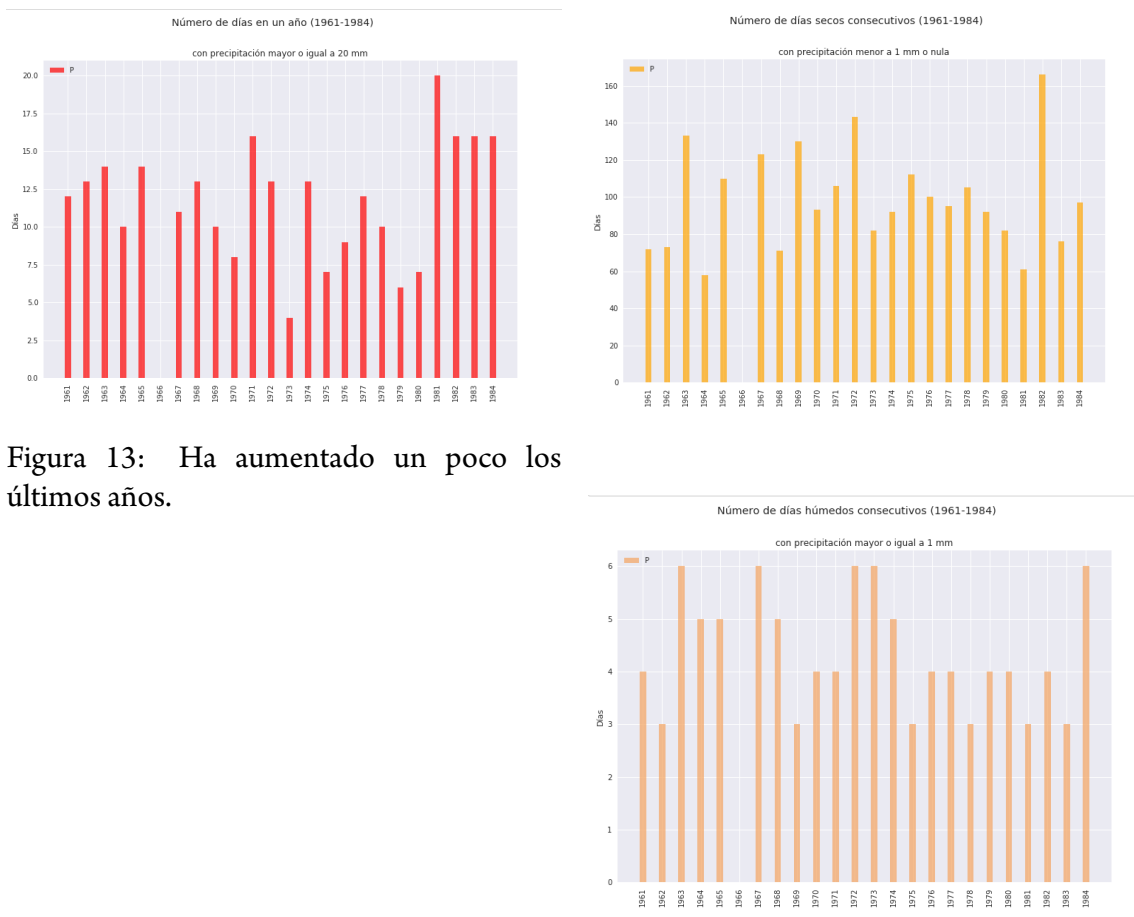 Número de días en un año (1961-1984)
con precipitación mayor o igual a 20 mm
P
20.0
17.5
15.0
12.5
10.0
7.5
5.0
2.5
0.0
Días
1961 1962 1963 1964 1965 1966 1967 1968 1969 1970 1971 1972 1973 1974 1975 1976 1977 1978 1979 1980 1981 1982 1983 1984
Figura 13: Ha aumentado un poco los
últimos años.
Número de días secos consecutivos (1961-1984)
con precipitación menor a 1 mm o nula
P
160
140
120
100
80
60
40
20
0
Días
1961 1962 1963 1964 1965 1966 1967 1968 1969 1970 1971 1972 1973 1974 1975 1976 1977 1978 1979 1980 1981 1982 1983 1984
Número de días húmedos consecutivos (1961-1984)
con precipitación mayor o igual a 1 mm
P
6
5
4
3
2
1
0
Días
1961 1962 1963 1964 1965 1966 1967 1968 1969 1970 1971 1972 1973 1974 1975 1976 1977 1978 1979 1980 1981 1982 1983 1984